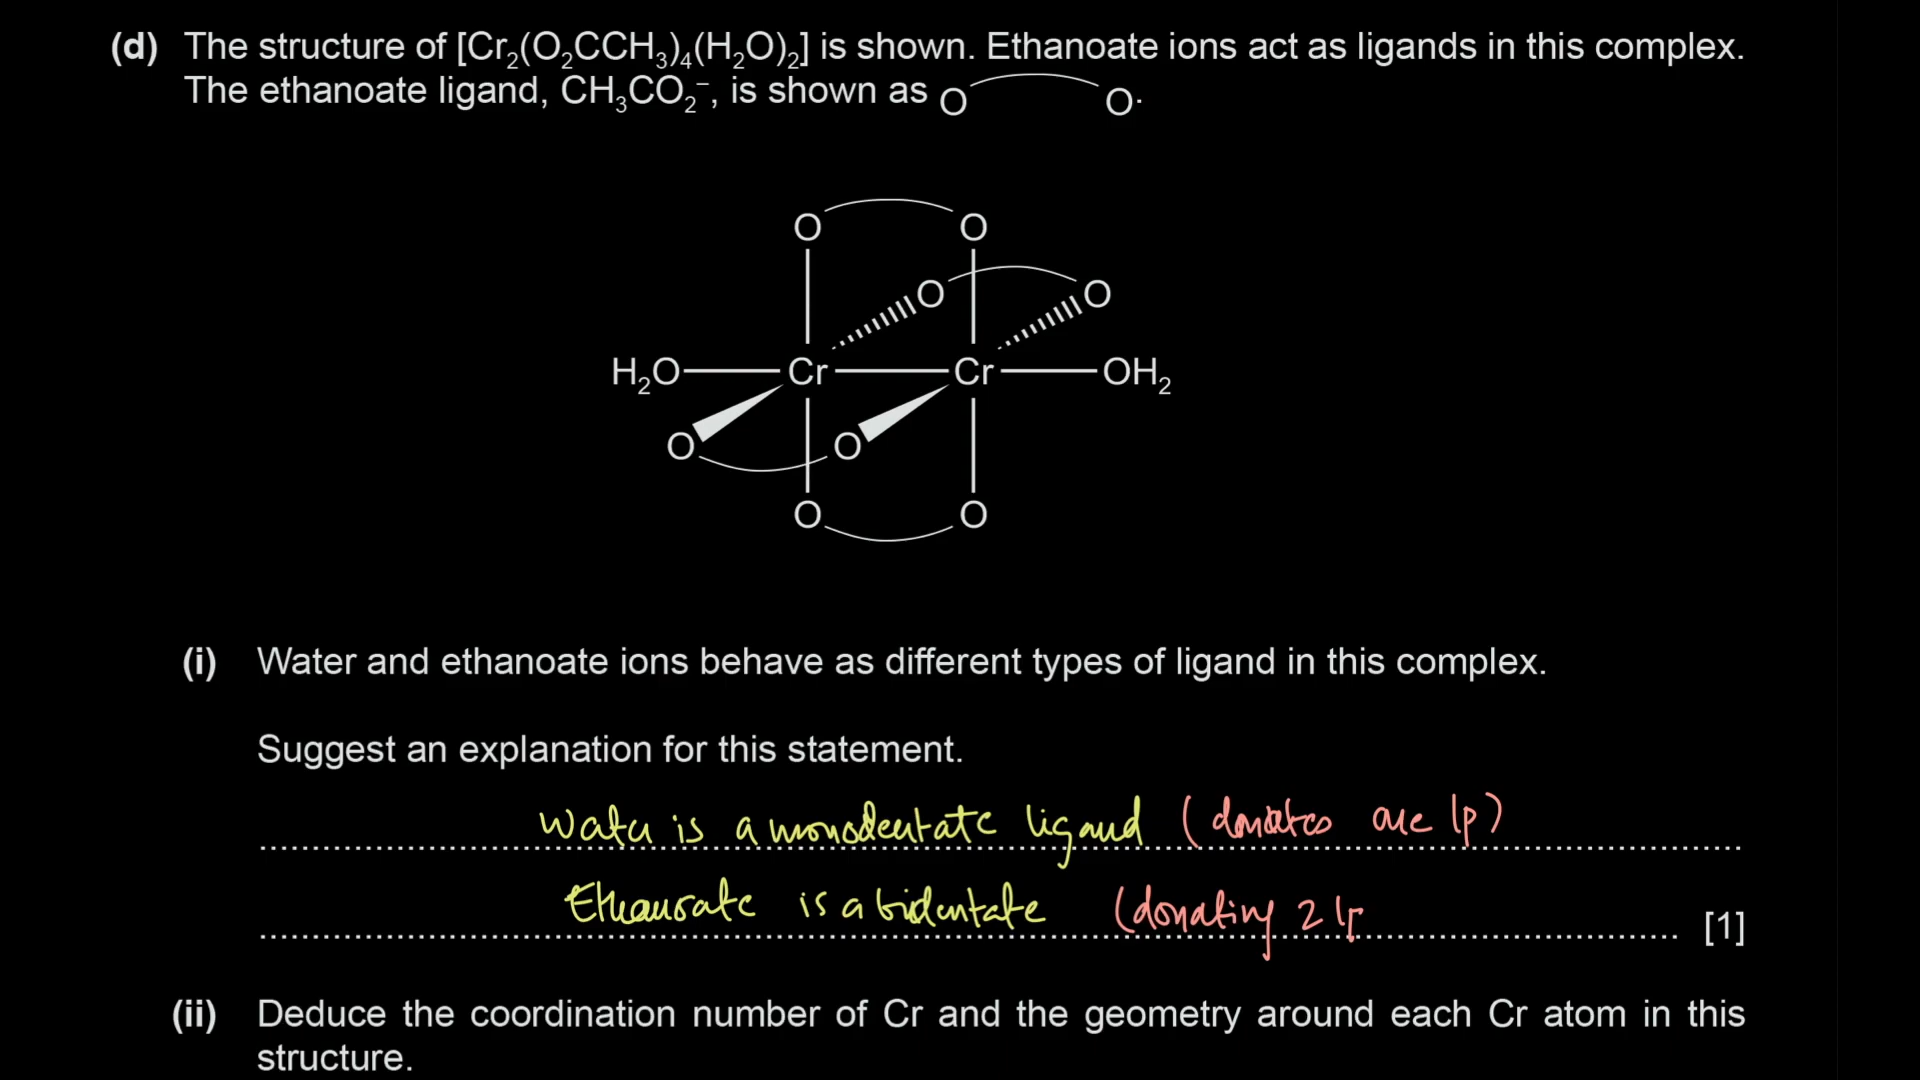 (d) The structure of [Cr₂(O₂CCH₃)₄(H₂O)₂] is shown. Ethanoate ions act as ligands in this complex.
The ethanoate ligand, CH₃CO₂⁻, is shown as O O.
O O
O O
H₂O Cr Cr OH₂
O O
O O
(i) Water and ethanoate ions behave as different types of ligand in this complex.
Suggest an explanation for this statement.
Water is a monodentate ligand (donates one lp)
Ethanoate is a bidentate (donating 2 lp
[1]
(ii) Deduce the coordination number of Cr and the geometry around each Cr atom in this
structure.